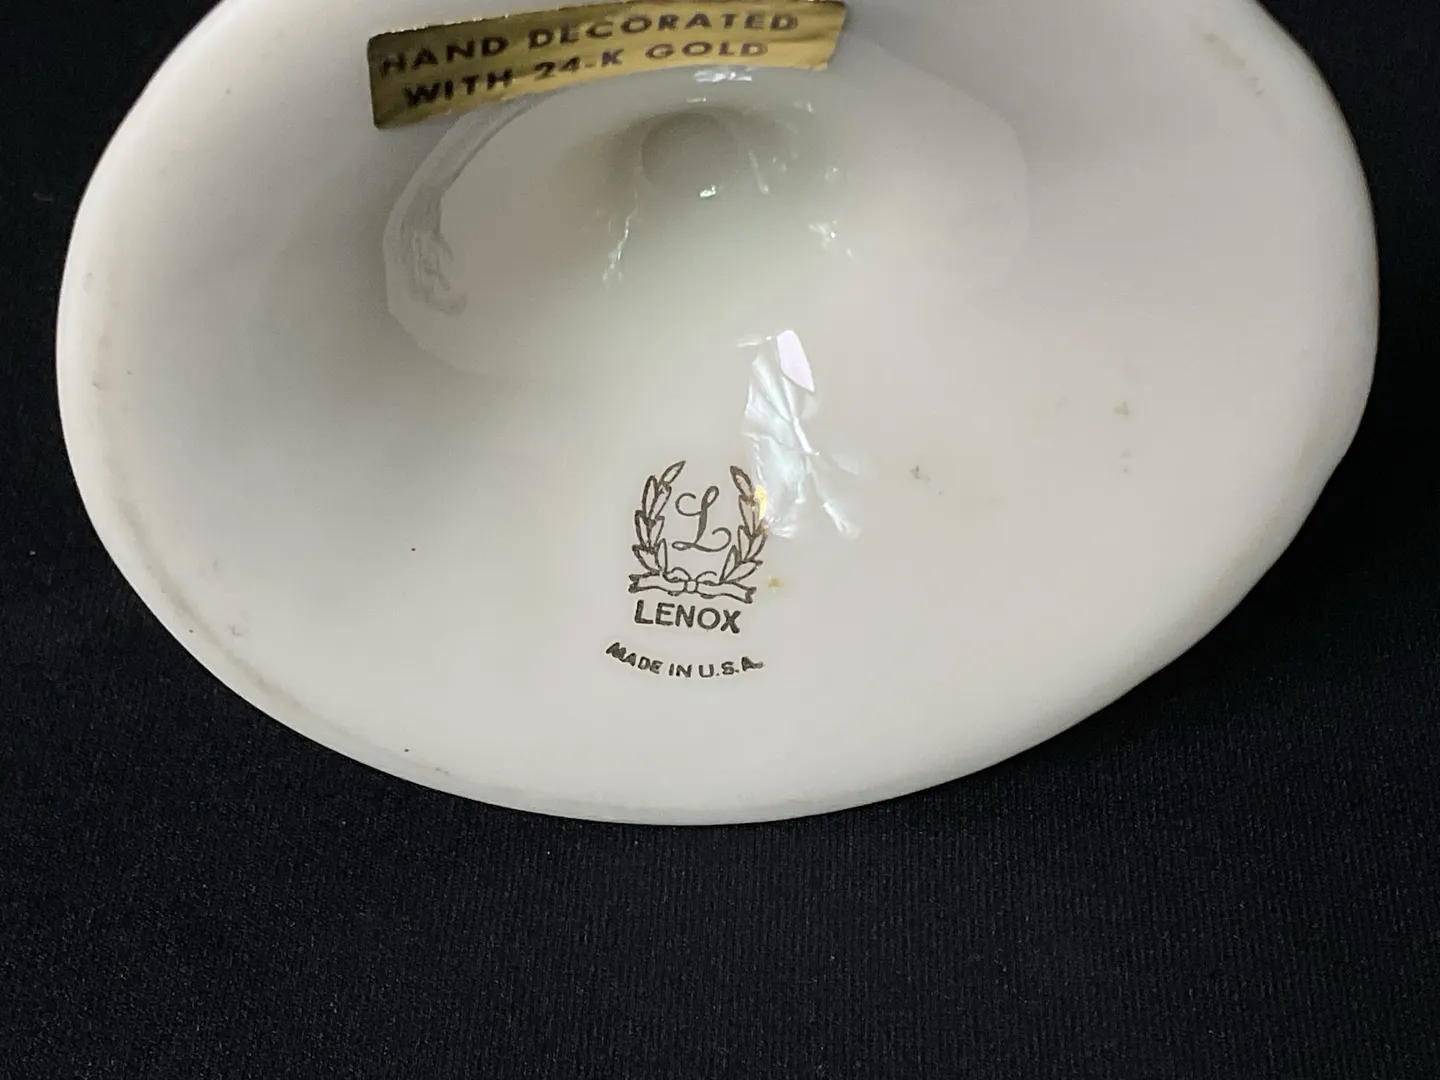 HAND DECORATED
WITH 24-K GOLD
L
LENOX
MADE IN U.S.A.